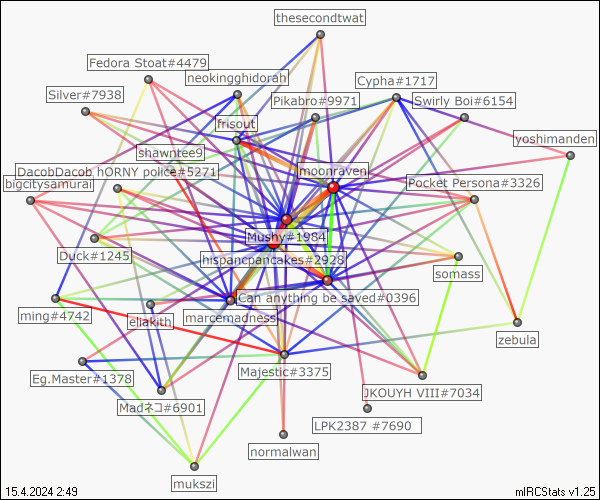 thesecondtwat
Fedora Stoat#4479
neokingghidorah
Cypha#1717
Silver#7938
Pikabro#9971
Swirly Boi#6154
frisout
yoshimanden
shawntee9
moonraven
DacobDacob hORNY police#5271
bigcitysamurai
Pocket Persona#3326
Mushy#1984
Duck#1245
hispancpancakes#2928
somass
Can anything be saved#0396
ming#4742
eliakith
marcemadness
zebula
Majestic#3375
Eg.Master#1378
JKOUYH VIII#7034
Madネコ#6901
LPK2387 #7690
normalwan
mukszi
15.4.2024 2:49
mIRCStats v1.25